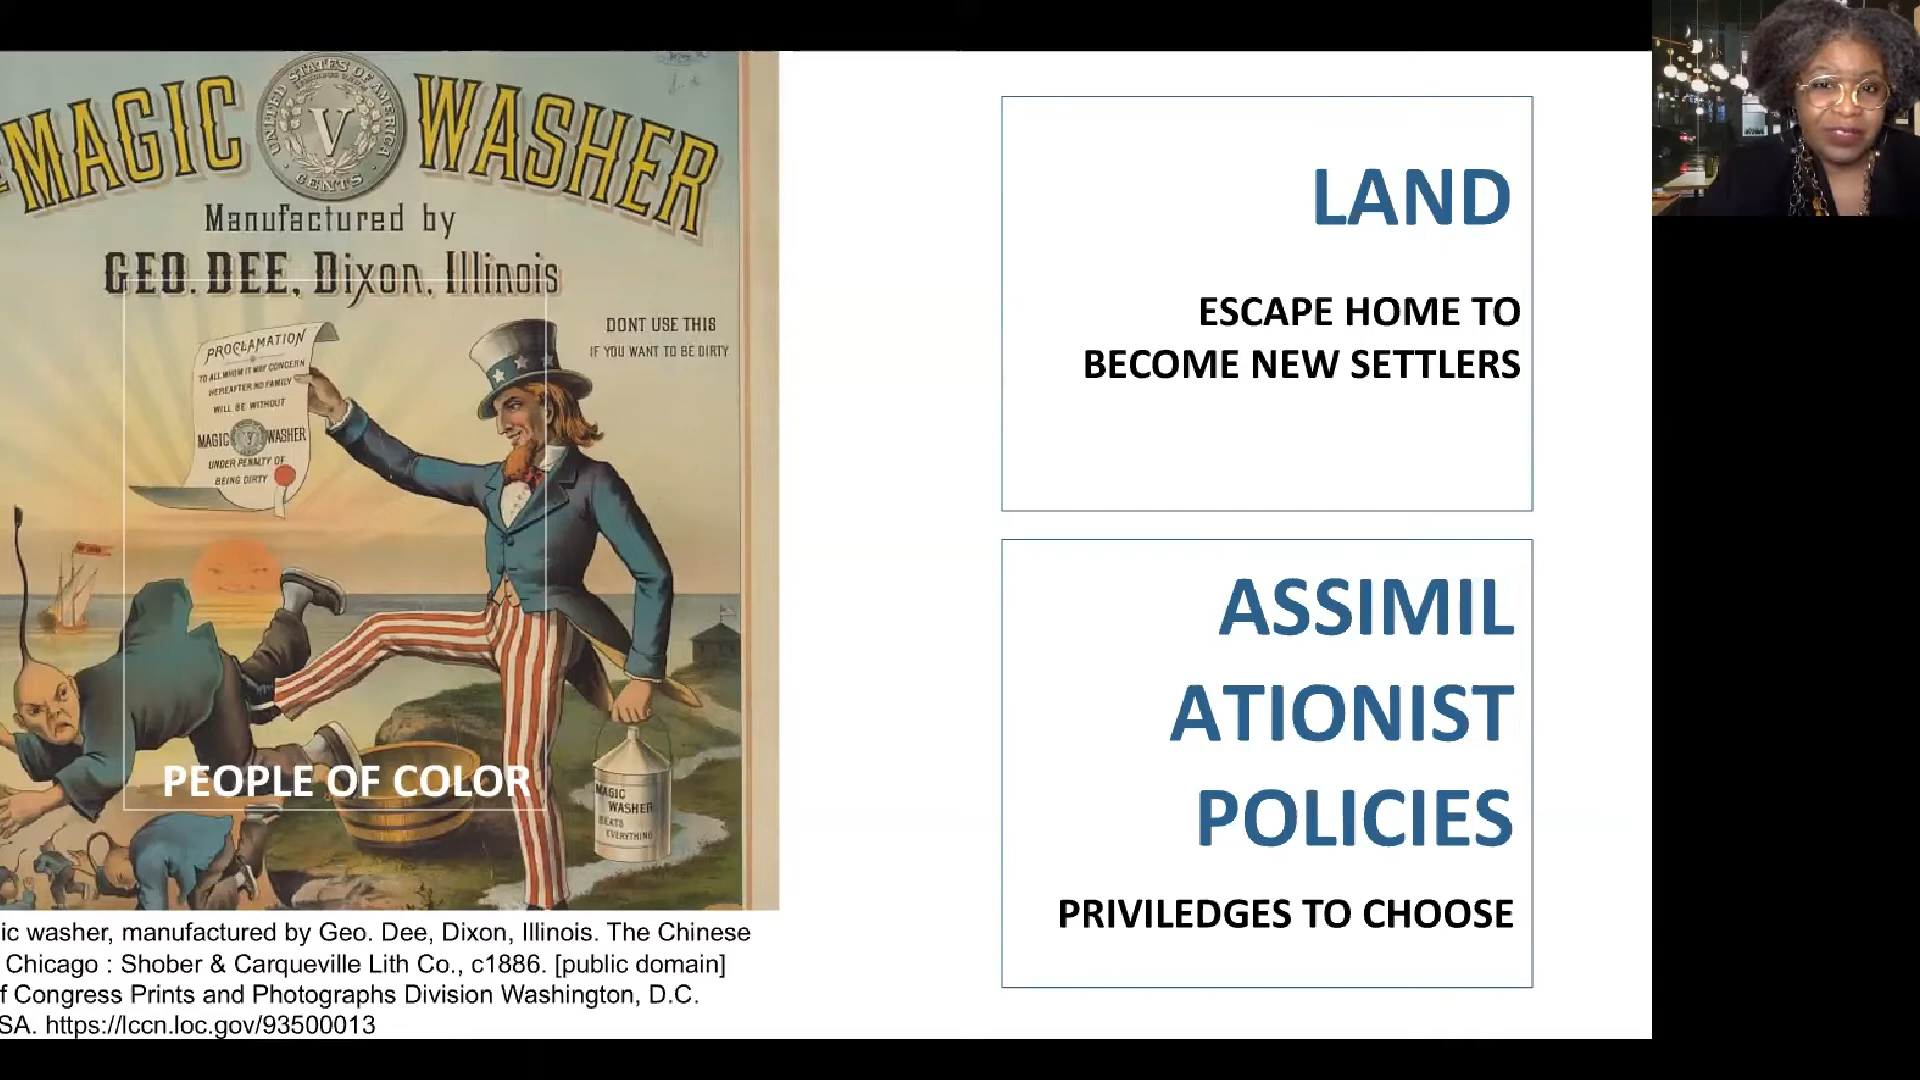 MAGIC WASHER
UNITED STATES OF AMERICA
V
CENTS
Manufactured by
GEO. DEE, Dixon, Illinois
DONT USE THIS
IF YOU WANT TO BE DIRTY
PROCLAMATION
TO ALL WHOM IT MAY CONCERN
HEREAFTER NO FAMILY
WILL BE WITHOUT
MAGIC WASHER
UNDER PENALTY OF
BEING DIRTY
MAGIC
WASHER
BEATS
EVERYTHING
PEOPLE OF COLOR
ic washer, manufactured by Geo. Dee, Dixon, Illinois. The Chinese
Chicago : Shober & Carqueville Lith Co., c1886. [public domain]
f Congress Prints and Photographs Division Washington, D.C.
SA. https://lccn.loc.gov/93500013
LAND
ESCAPE HOME TO
BECOME NEW SETTLERS
ASSIMIL
ATIONIST
POLICIES
PRIVILEDGES TO CHOOSE